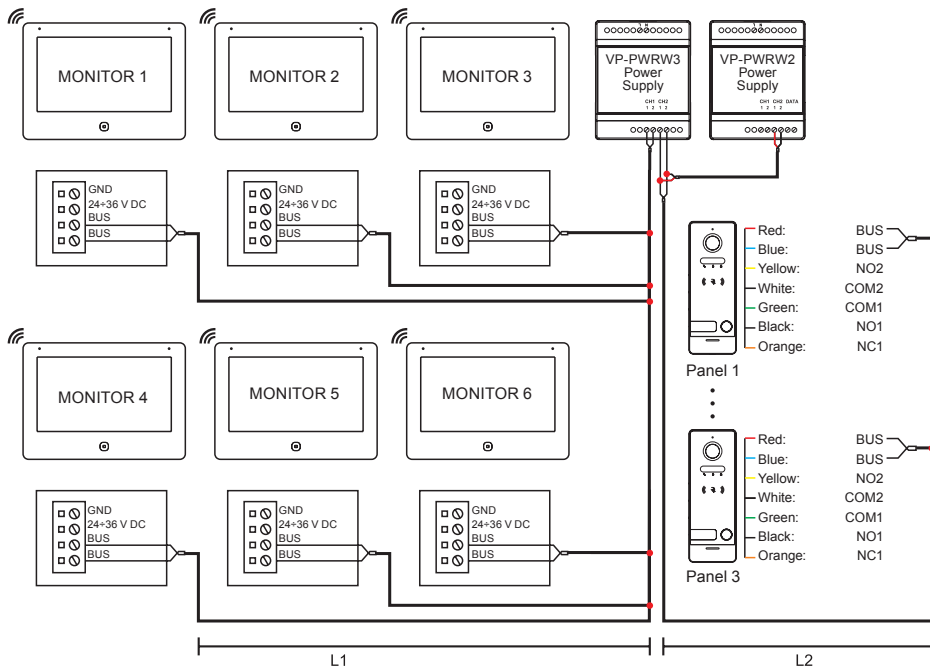 MONITOR 1
MONITOR 2
MONITOR 3
L N
VP-PWRW3
Power
Supply
CH1 CH2
1 2 1 2
L N
VP-PWRW2
Power
Supply
CH1 CH2 DATA
1 2 1 2
GND
24÷36 V DC
BUS
BUS
GND
24÷36 V DC
BUS
BUS
GND
24÷36 V DC
BUS
BUS
Red: BUS
Blue: BUS
Yellow: NO2
White: COM2
Green: COM1
Black: NO1
Orange: NC1
Panel 1
MONITOR 4
MONITOR 5
MONITOR 6
GND
24÷36 V DC
BUS
BUS
GND
24÷36 V DC
BUS
BUS
GND
24÷36 V DC
BUS
BUS
Red: BUS
Blue: BUS
Yellow: NO2
White: COM2
Green: COM1
Black: NO1
Orange: NC1
Panel 3
L1
L2